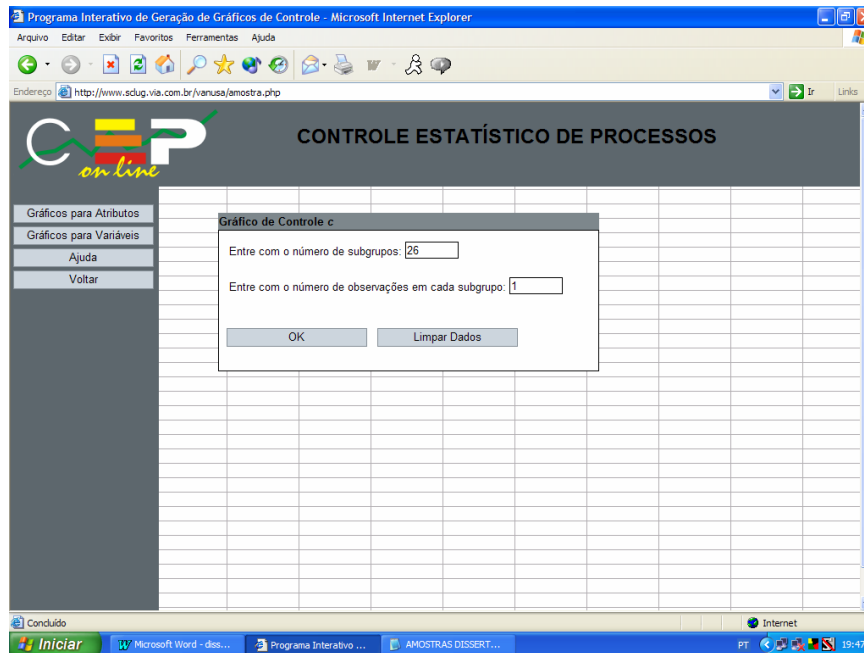 Programa Interativo de Geração de Gráficos de Controle - Microsoft Internet Explorer
Arquivo Editar Exibir Favoritos Ferramentas Ajuda
Endereço http://www.sdug.via.com.br/vanusa/amostra.php Ir Links
CEP
on line
CONTROLE ESTATÍSTICO DE PROCESSOS
Gráficos para Atributos
Gráficos para Variáveis
Ajuda
Voltar
Gráfico de Controle c
Entre com o número de subgrupos: 26
Entre com o número de observações em cada subgrupo: 1
OK Limpar Dados
Concluído Internet
Iniciar Microsoft Word - diss... Programa Interativo ... AMOSTRAS DISSERT... PT 19:47